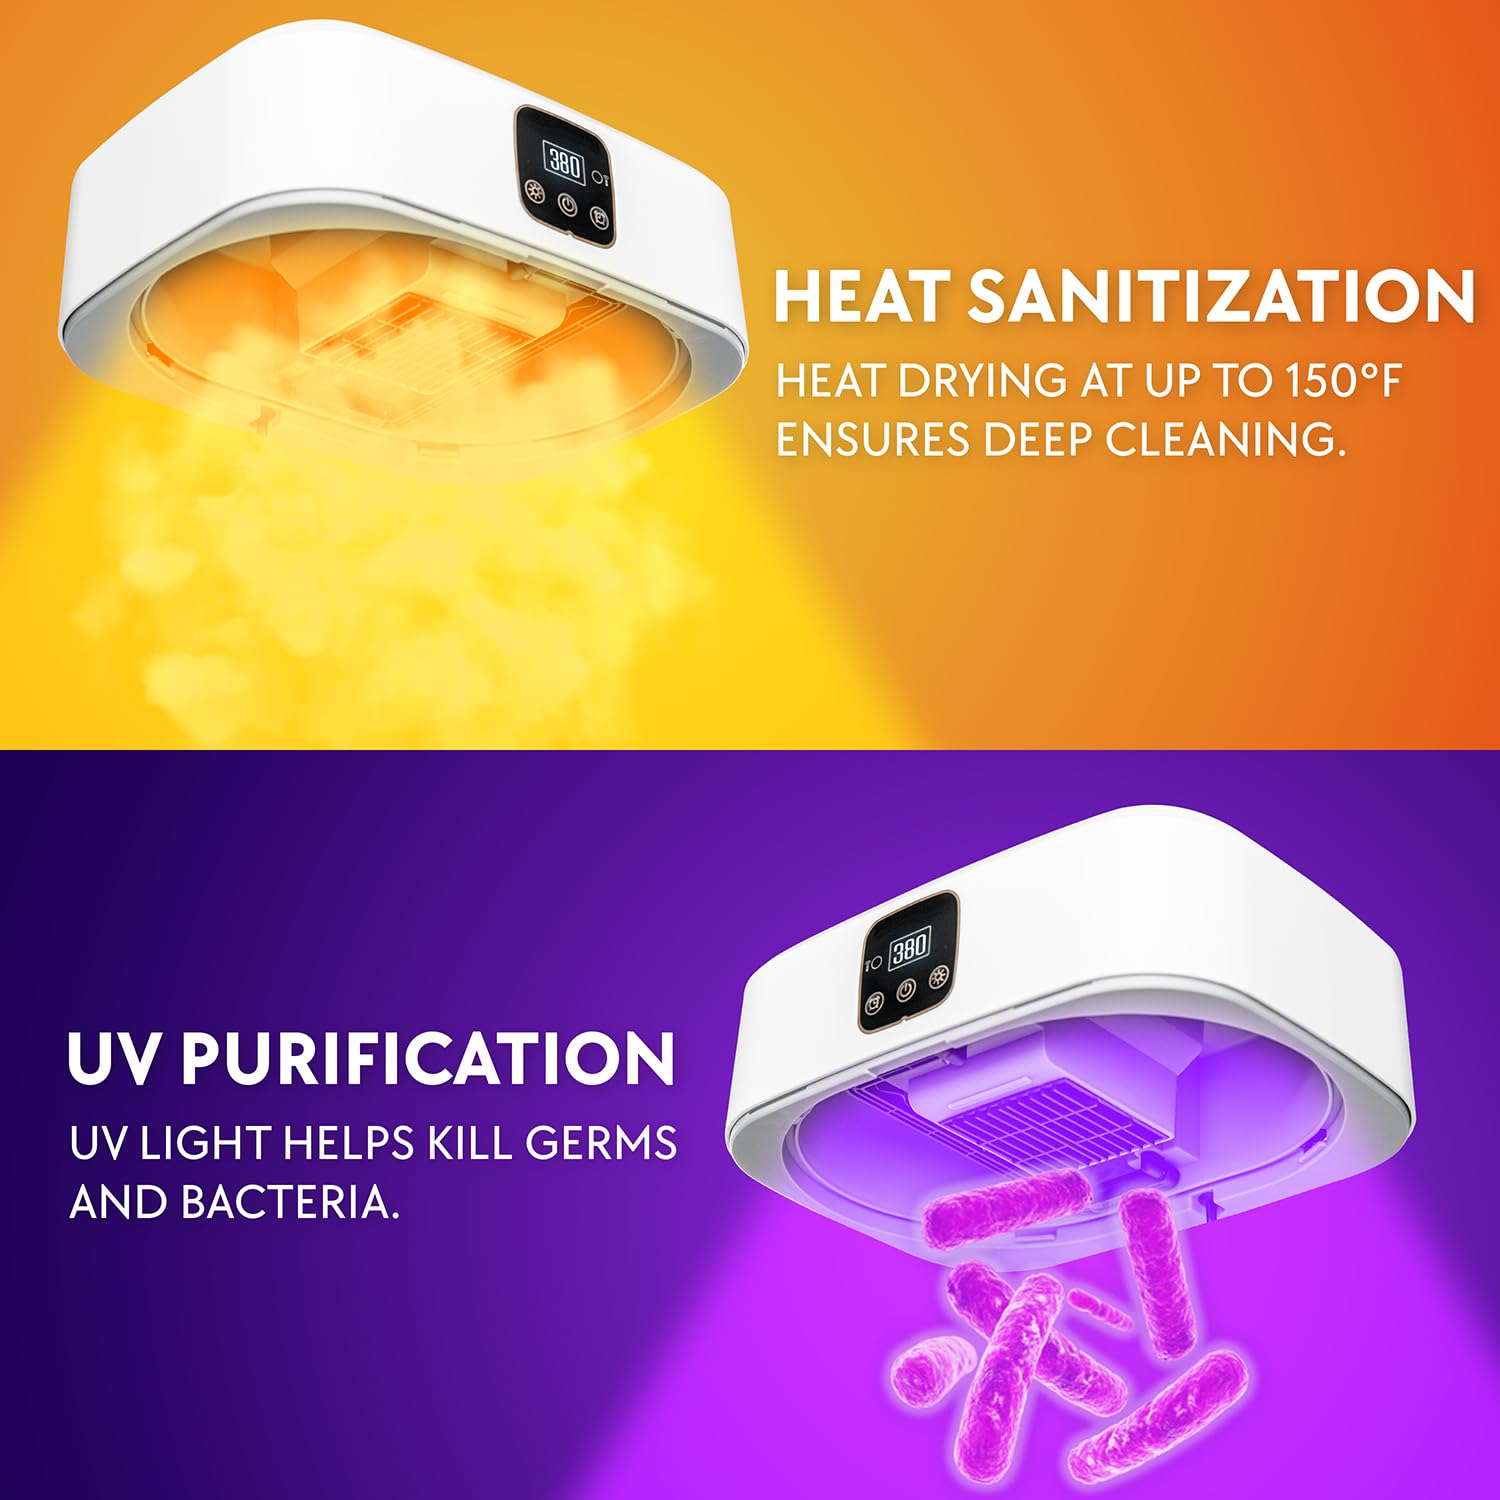 380
HEAT SANITIZATION
HEAT DRYING AT UP TO 150°F
ENSURES DEEP CLEANING.
380
UV PURIFICATION
UV LIGHT HELPS KILL GERMS
AND BACTERIA.